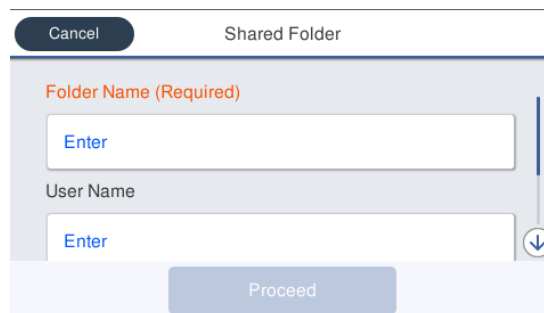 Cancel
Shared Folder
Folder Name (Required)
Enter
User Name
Enter
Proceed